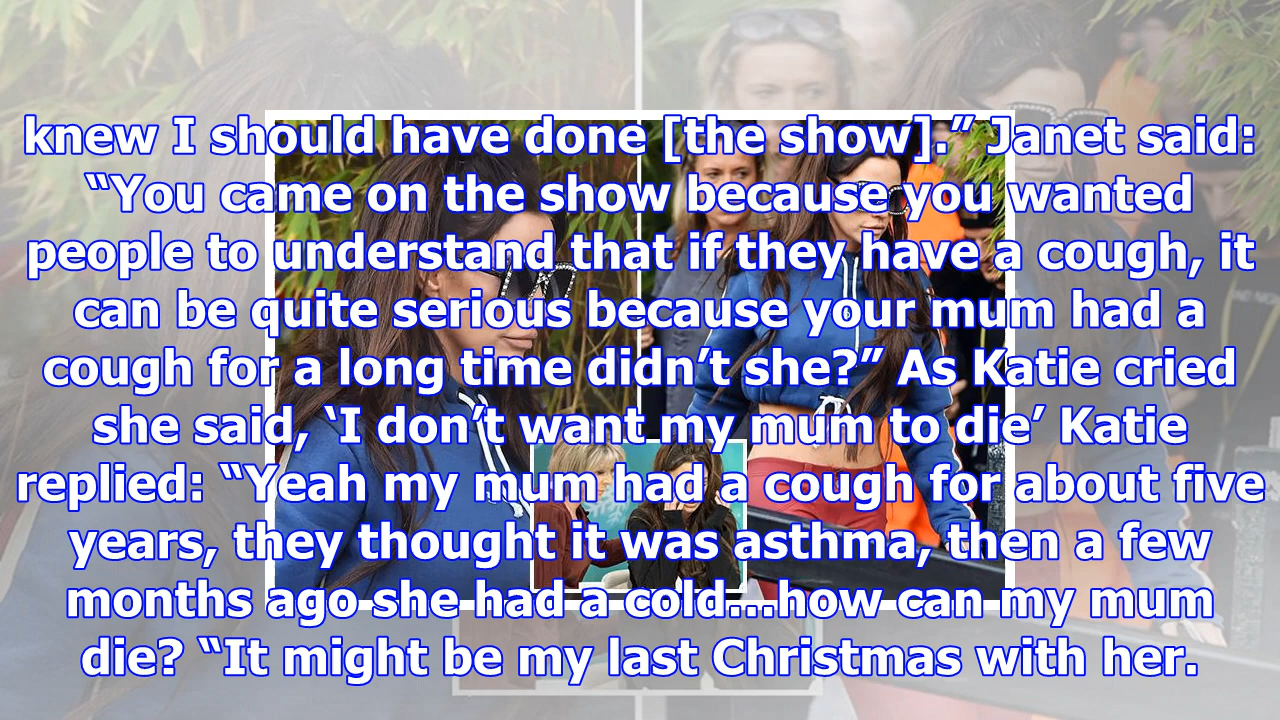 knew I should have done [the show].” Janet said:
“You came on the show because you wanted
people to understand that if they have a cough, it
can be quite serious because your mum had a
cough for a long time didn’t she?” As Katie cried
she said, ‘I don’t want my mum to die’ Katie
replied: “Yeah my mum had a cough for about five
years, they thought it was asthma, then a few
months ago she had a cold...how can my mum
die? “It might be my last Christmas with her.